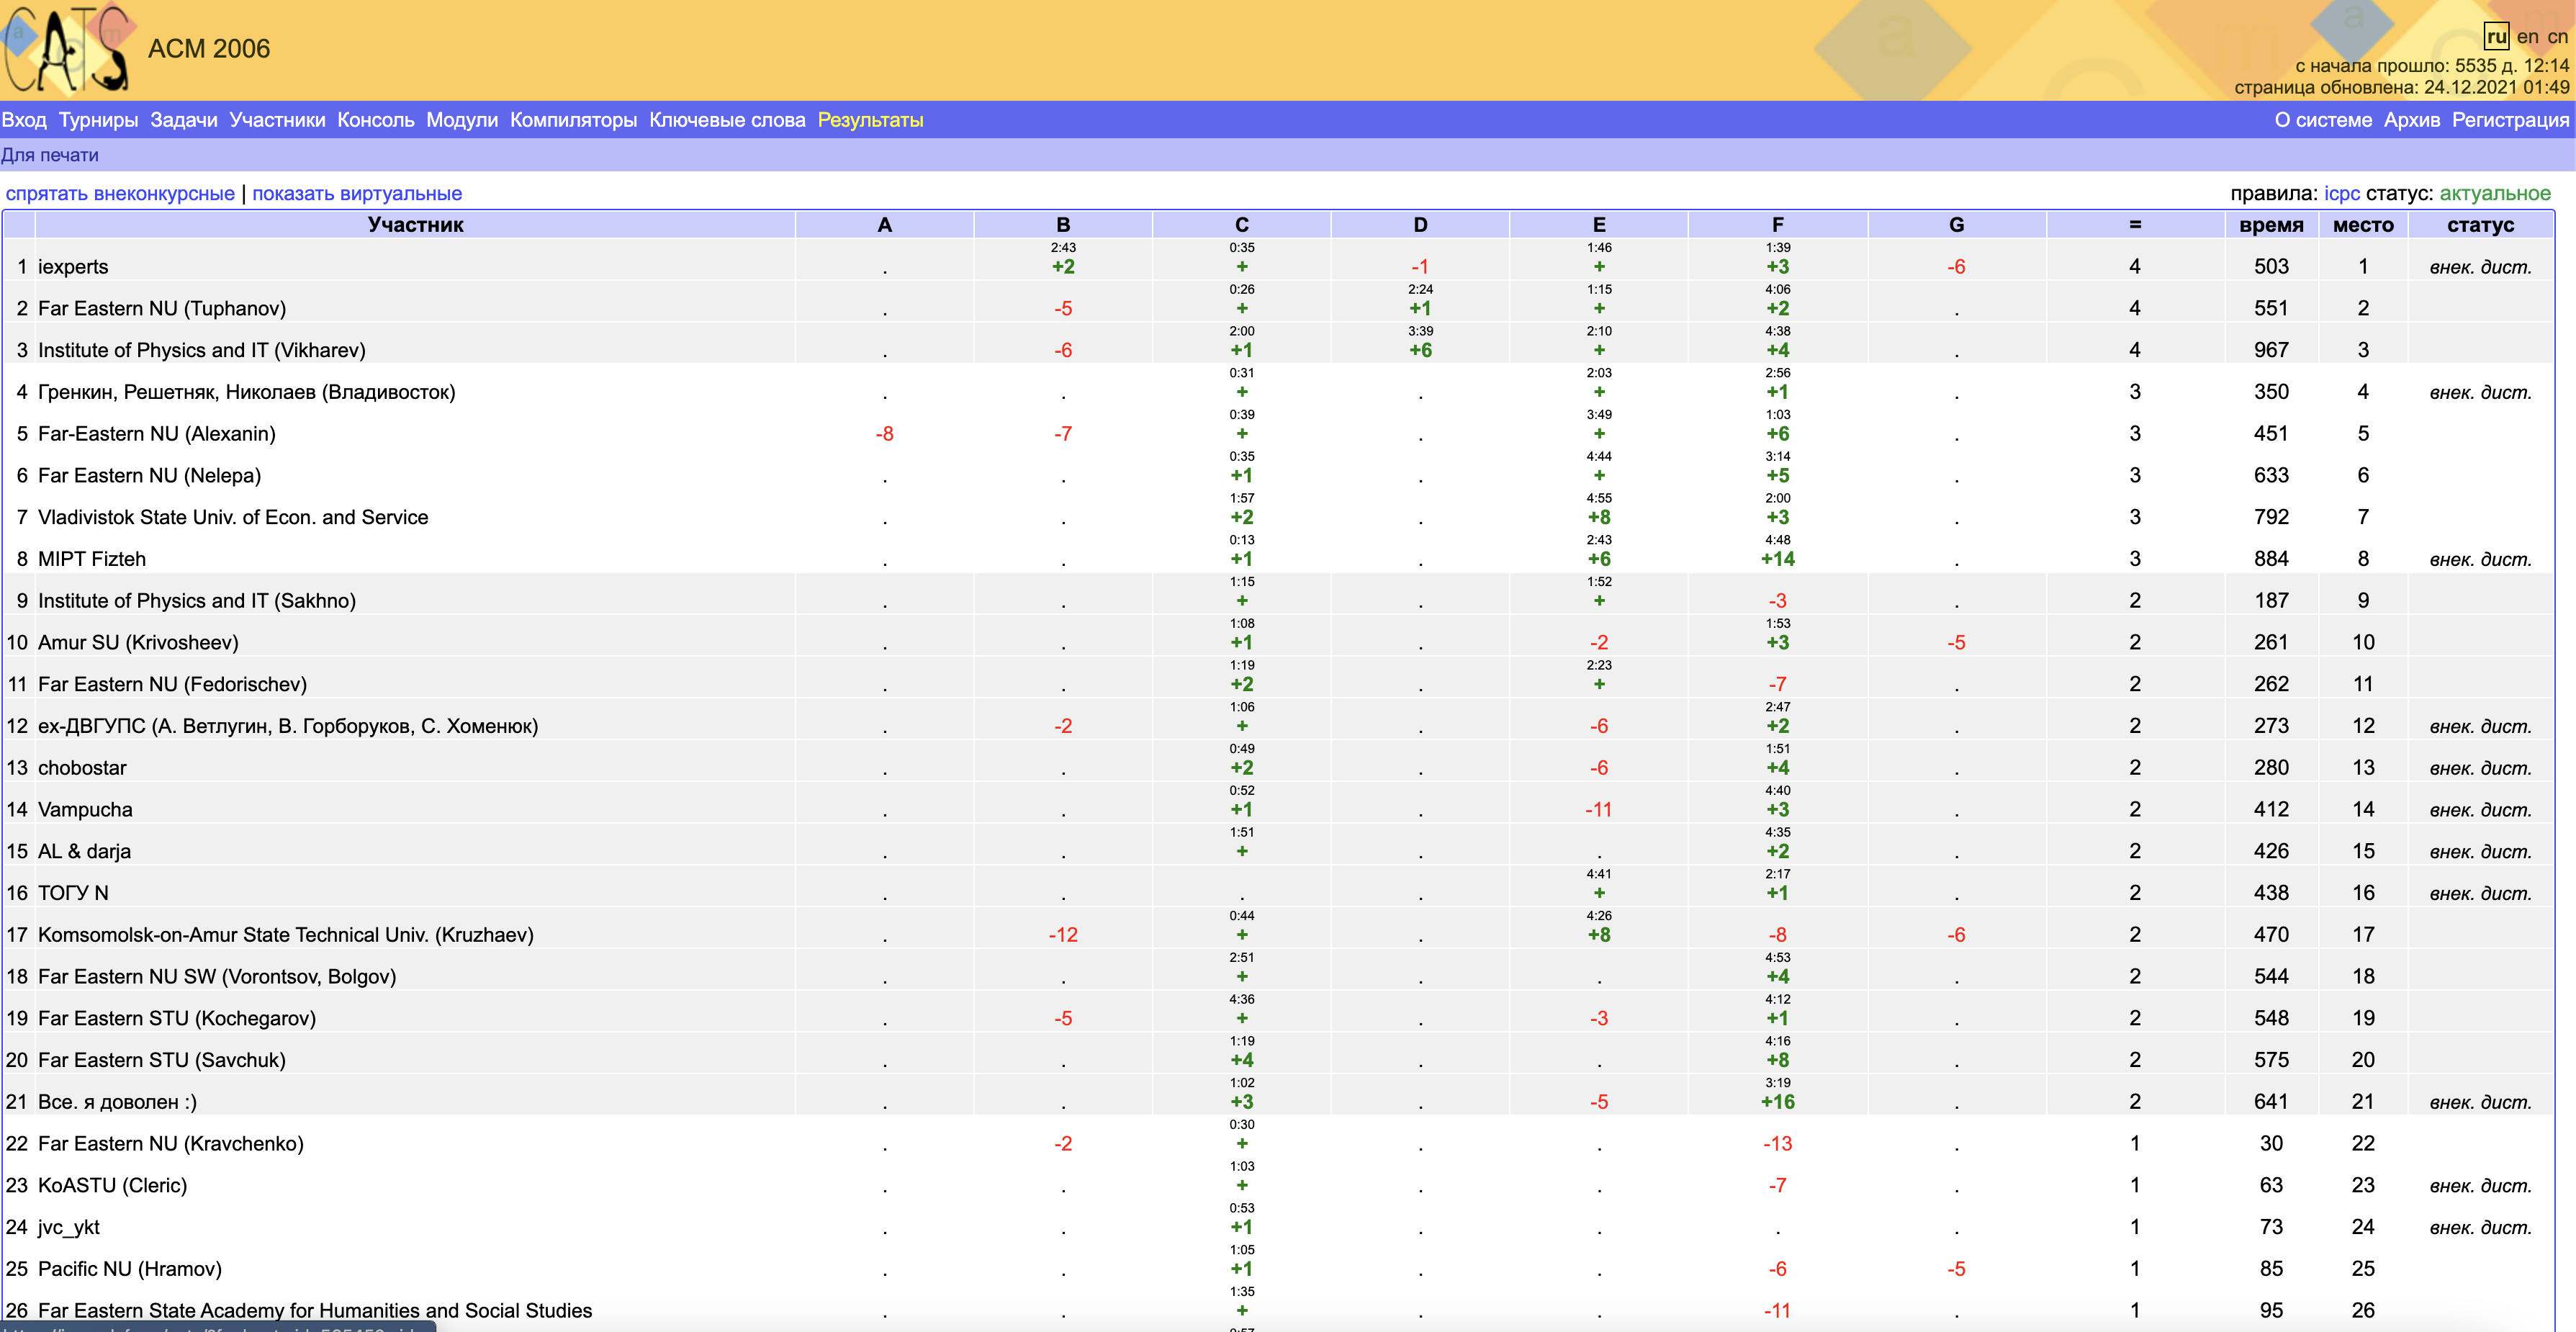 CATS
ACM 2006
ru en cn
с начала прошло: 5535 д. 12:14
страница обновлена: 24.12.2021 01:49
Вход Турниры Задачи Участники Консоль Модули Компиляторы Ключевые слова Результаты О системе Архив Регистрация
Для печати
спрятать внеконкурсные | показать виртуальные правила: icpc статус: актуальное
Участник A B C D E F G = время место статус
2:43 0:35 1:46 1:39
1 iexperts . +2 + -1 + +3 -6 4 503 1 внек. дист.
0:26 2:24 1:15 4:06
2 Far Eastern NU (Tuphanov) . -5 + +1 + +2 . 4 551 2
2:00 3:39 2:10 4:38
3 Institute of Physics and IT (Vikharev) . -6 +1 +6 + +4 . 4 967 3
0:31 2:03 2:56
4 Гренкин, Решетняк, Николаев (Владивосток) . . + . + +1 . 3 350 4 внек. дист.
0:39 3:49 1:03
5 Far-Eastern NU (Alexanin) -8 -7 + . + +6 . 3 451 5
0:35 4:44 3:14
6 Far Eastern NU (Nelepa) . . +1 . + +5 . 3 633 6
1:57 4:55 2:00
7 Vladivistok State Univ. of Econ. and Service . . +2 . +8 +3 . 3 792 7
0:13 2:43 4:48
8 MIPT Fizteh . . +1 . +6 +14 . 3 884 8 внек. дист.
1:15 1:52
9 Institute of Physics and IT (Sakhno) . . + . + -3 . 2 187 9
1:08 1:53
10 Amur SU (Krivosheev) . . +1 . -2 +3 -5 2 261 10
1:19 2:23
11 Far Eastern NU (Fedorischev) . . +2 . + -7 . 2 262 11
1:06 2:47
12 ex-ДВГУПС (А. Ветлугин, В. Горборуков, С. Хоменюк) . -2 + . -6 +2 . 2 273 12 внек. дист.
0:49 1:51
13 chobostar . . +2 . -6 +4 . 2 280 13 внек. дист.
0:52 4:40
14 Vampucha . . +1 . -11 +3 . 2 412 14 внек. дист.
1:51 4:35
15 AL & darja . . + . . +2 . 2 426 15 внек. дист.
4:41 2:17
16 ТОГУ N . . . . + +1 . 2 438 16 внек. дист.
0:44 4:26
17 Komsomolsk-on-Amur State Technical Univ. (Kruzhaev) . -12 + . +8 -8 -6 2 470 17
2:51 4:53
18 Far Eastern NU SW (Vorontsov, Bolgov) . . + . . +4 . 2 544 18
4:36 4:12
19 Far Eastern STU (Kochegarov) . -5 + . -3 +1 . 2 548 19
1:19 4:16
20 Far Eastern STU (Savchuk) . . +4 . . +8 . 2 575 20
1:02 3:19
21 Все. я доволен :) . . +3 . -5 +16 . 2 641 21 внек. дист.
0:30
22 Far Eastern NU (Kravchenko) . -2 + . . -13 . 1 30 22
1:03
23 KoASTU (Cleric) . . + . . -7 . 1 63 23 внек. дист.
0:53
24 jvc_ykt . . +1 . . . . 1 73 24 внек. дист.
1:05
25 Pacific NU (Hramov) . . +1 . . -6 -5 1 85 25
1:35
26 Far Eastern State Academy for Humanities and Social Studies . . + . . -11 . 1 95 26